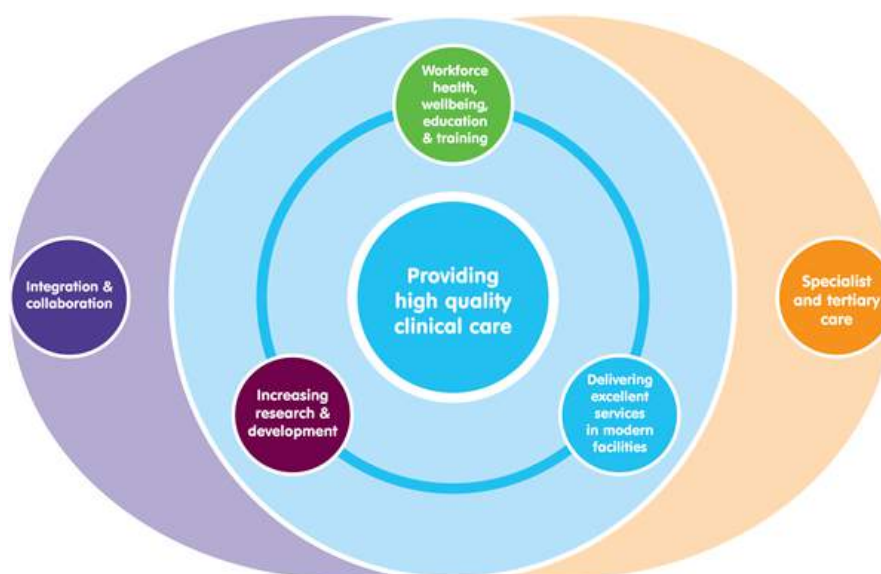 Workforce
health,
wellbeing,
education
& training
Integration &
collaboration
Providing
high quality
clinical care
Specialist
and tertiary
care
Increasing
research &
development
Delivering
excellent
services
in modern
facilities